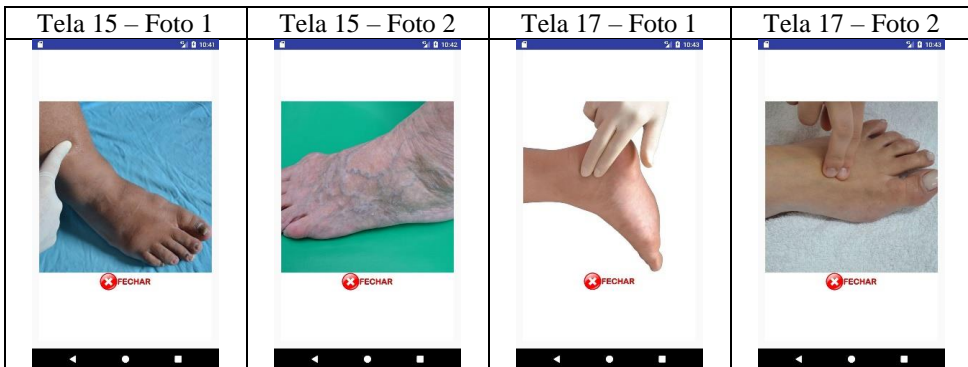 Tela 15 – Foto 1
Tela 15 – Foto 2
Tela 17 – Foto 1
Tela 17 – Foto 2
10:41
10:42
10:43
10:43
FECHAR
FECHAR
FECHAR
FECHAR